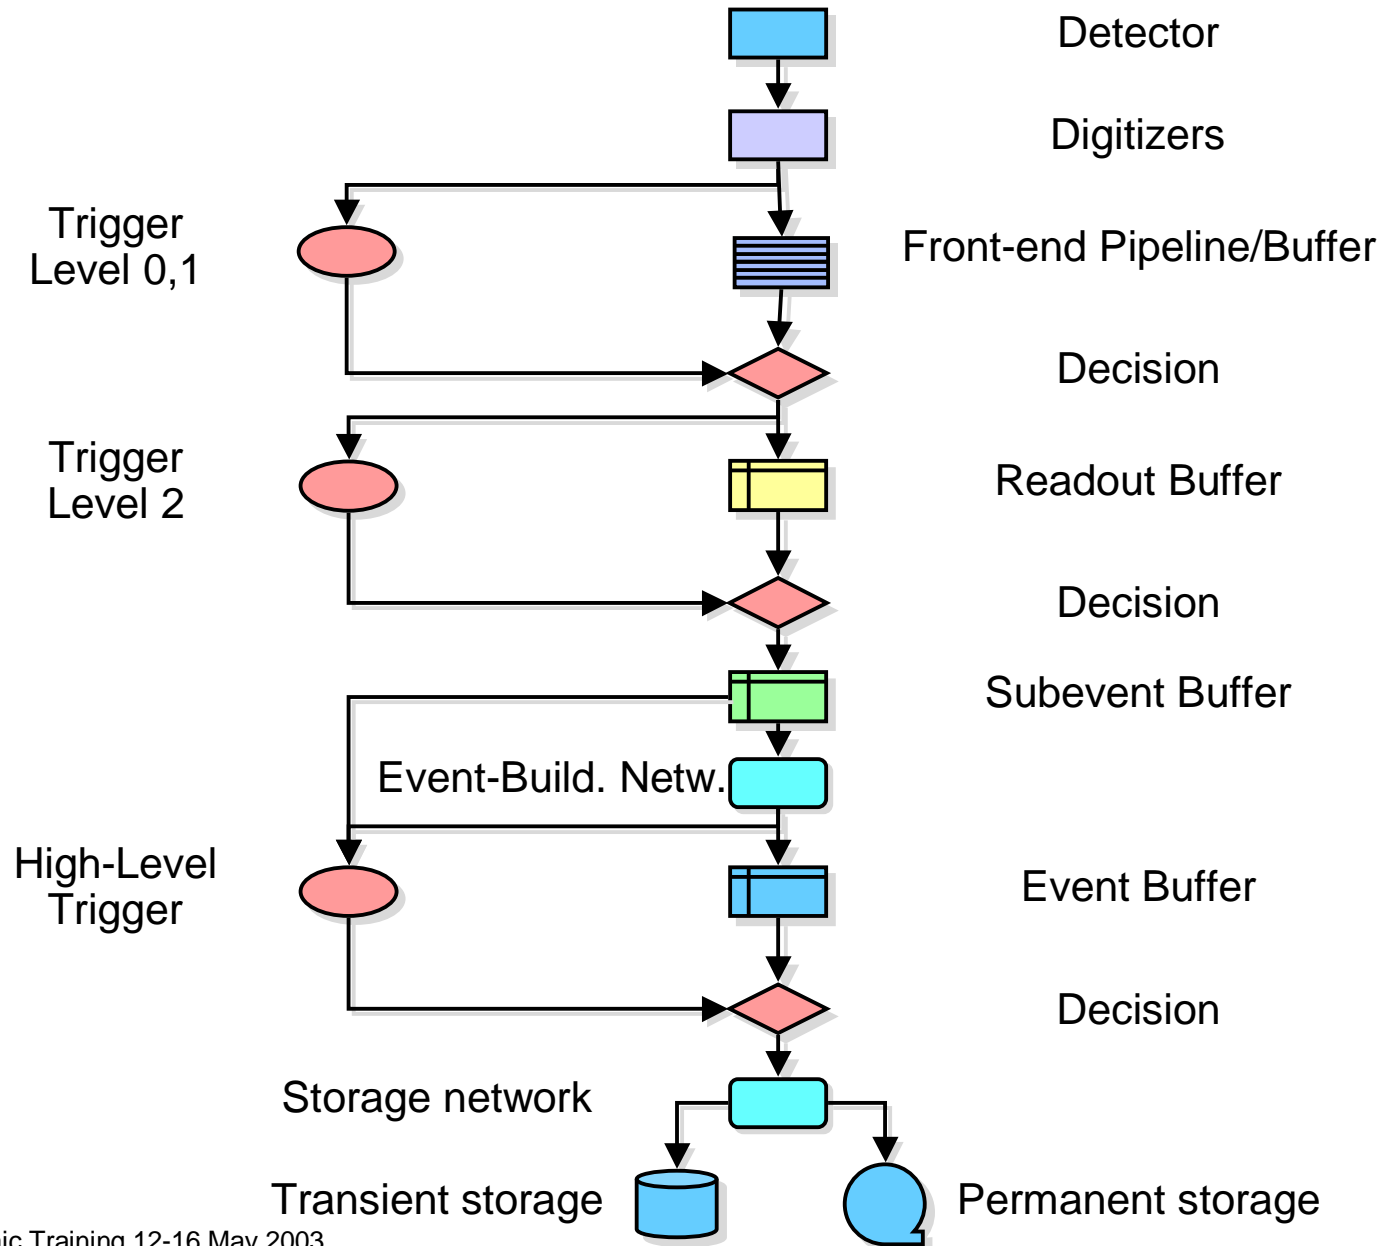 Detector
Digitizers
Trigger
Level 0,1
Front-end Pipeline/Buffer
Decision
Trigger
Level 2
Readout Buffer
Decision
Subevent Buffer
Event-Build. Netw.
High-Level
Trigger
Event Buffer
Decision
Storage network
Transient storage
Permanent storage
Training 12-16 May 2003